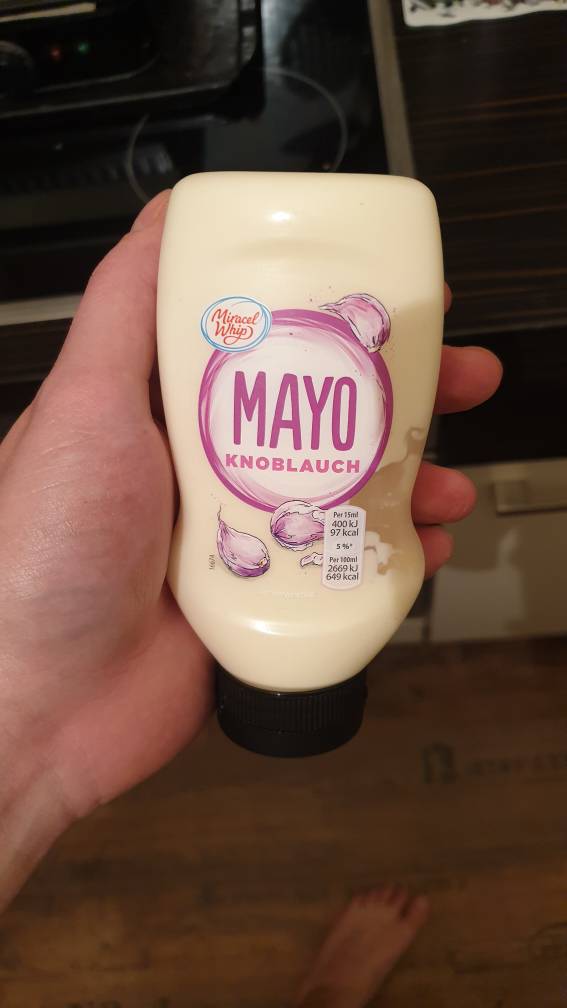 Miracel
Whip
MAYO
KNOBLAUCH
Per 15ml
400 kJ
97 kcal
5 %*
Per 100ml
2669 kJ
649 kcal